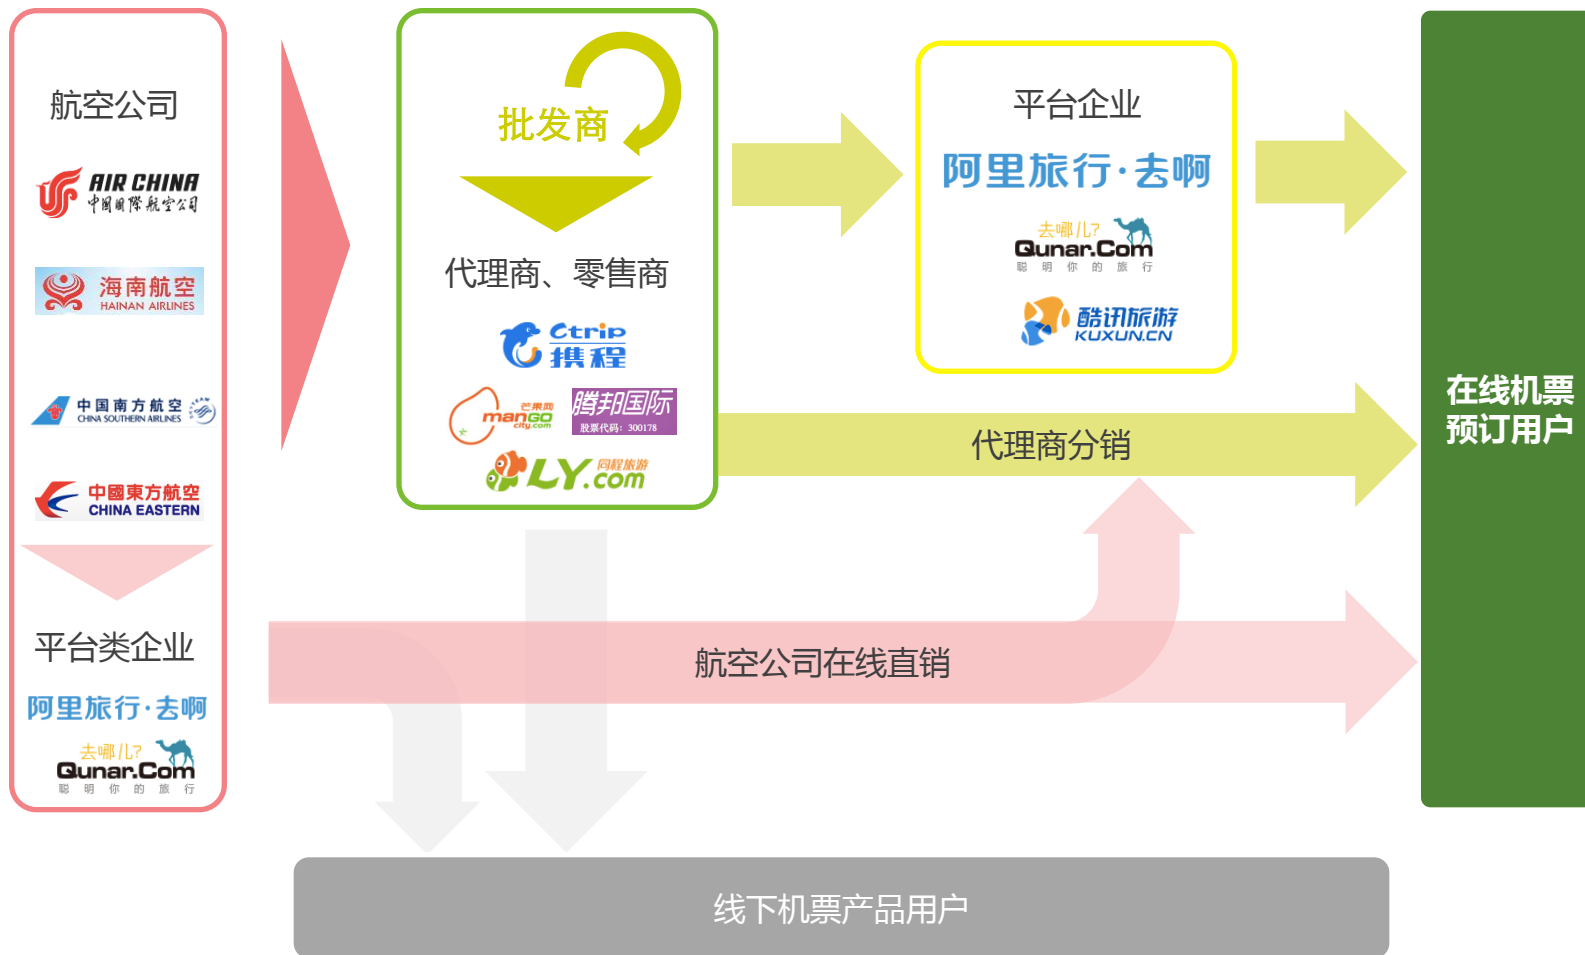 航空公司
AIR CHINA
中国国際航空公司
海南航空
HAINAN AIRLINES
中国南方航空
CHINA SOUTHERN AIRLINES
中國東方航空
CHINA EASTERN
平台类企业
阿里旅行·去啊
去哪儿?
Qunar.Com
聪明你的旅行
批发商
代理商、零售商
Ctrip
携程
芒果网
mangocity.com
腾邦国际
股票代码：300178
同程旅游
LY.com
平台企业
阿里旅行·去啊
去哪儿?
Qunar.Com
聪明你的旅行
酷讯旅游
KUXUN.CN
代理商分销
航空公司在线直销
在线机票
预订用户
线下机票产品用户